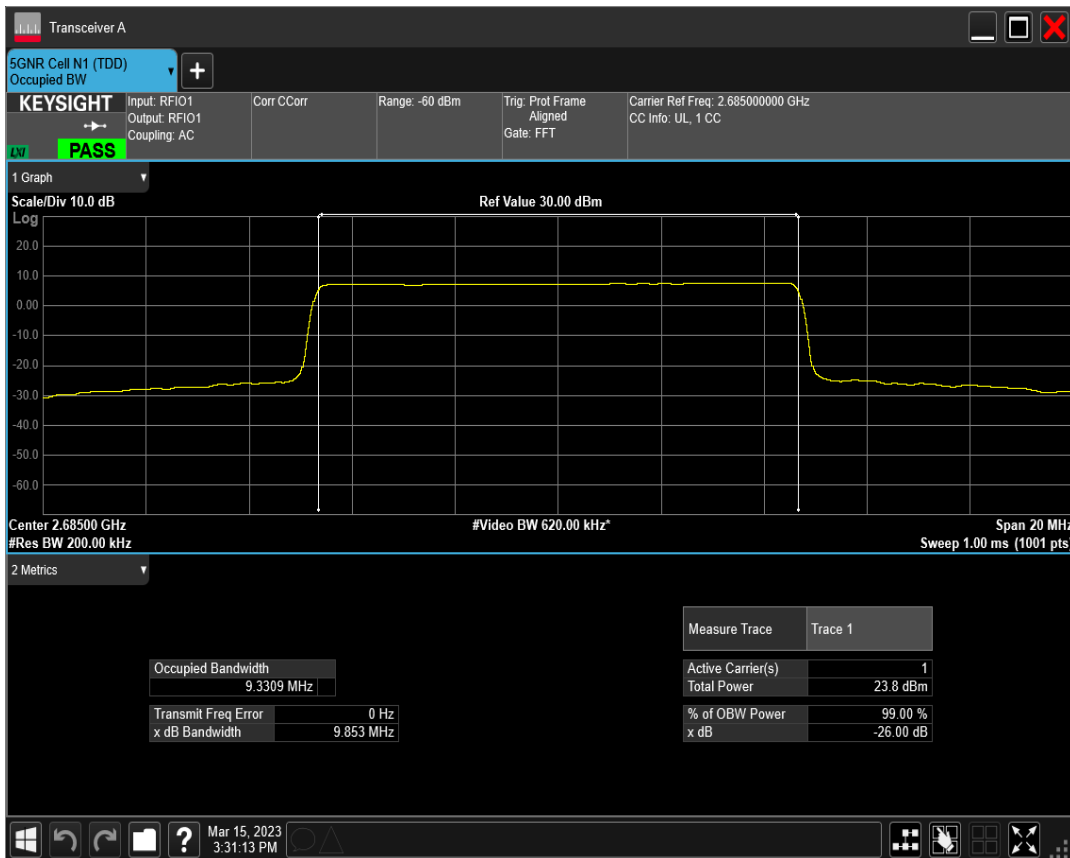 Transceiver A
5GNR Cell N1 (TDD)
Occupied BW
+
KEYSIGHT
LXI
PASS
Input: RFIO1
Output: RFIO1
Coupling: AC
Corr CCorr
Range: -60 dBm
Trig: Prot Frame
Aligned
Gate: FFT
Carrier Ref Freq: 2.685000000 GHz
CC Info: UL, 1 CC
1 Graph
Scale/Div 10.0 dB
Ref Value 30.00 dBm
Log
20.0
10.0
0.00
-10.0
-20.0
-30.0
-40.0
-50.0
-60.0
Center 2.68500 GHz
#Video BW 620.00 kHz*
Span 20 MHz
#Res BW 200.00 kHz
Sweep 1.00 ms (1001 pts)
2 Metrics
Measure Trace Trace 1
Occupied Bandwidth
9.3309 MHz
Active Carrier(s) 1
Total Power 23.8 dBm
Transmit Freq Error 0 Hz
x dB Bandwidth 9.853 MHz
% of OBW Power 99.00 %
x dB -26.00 dB
?
Mar 15, 2023
3:31:13 PM